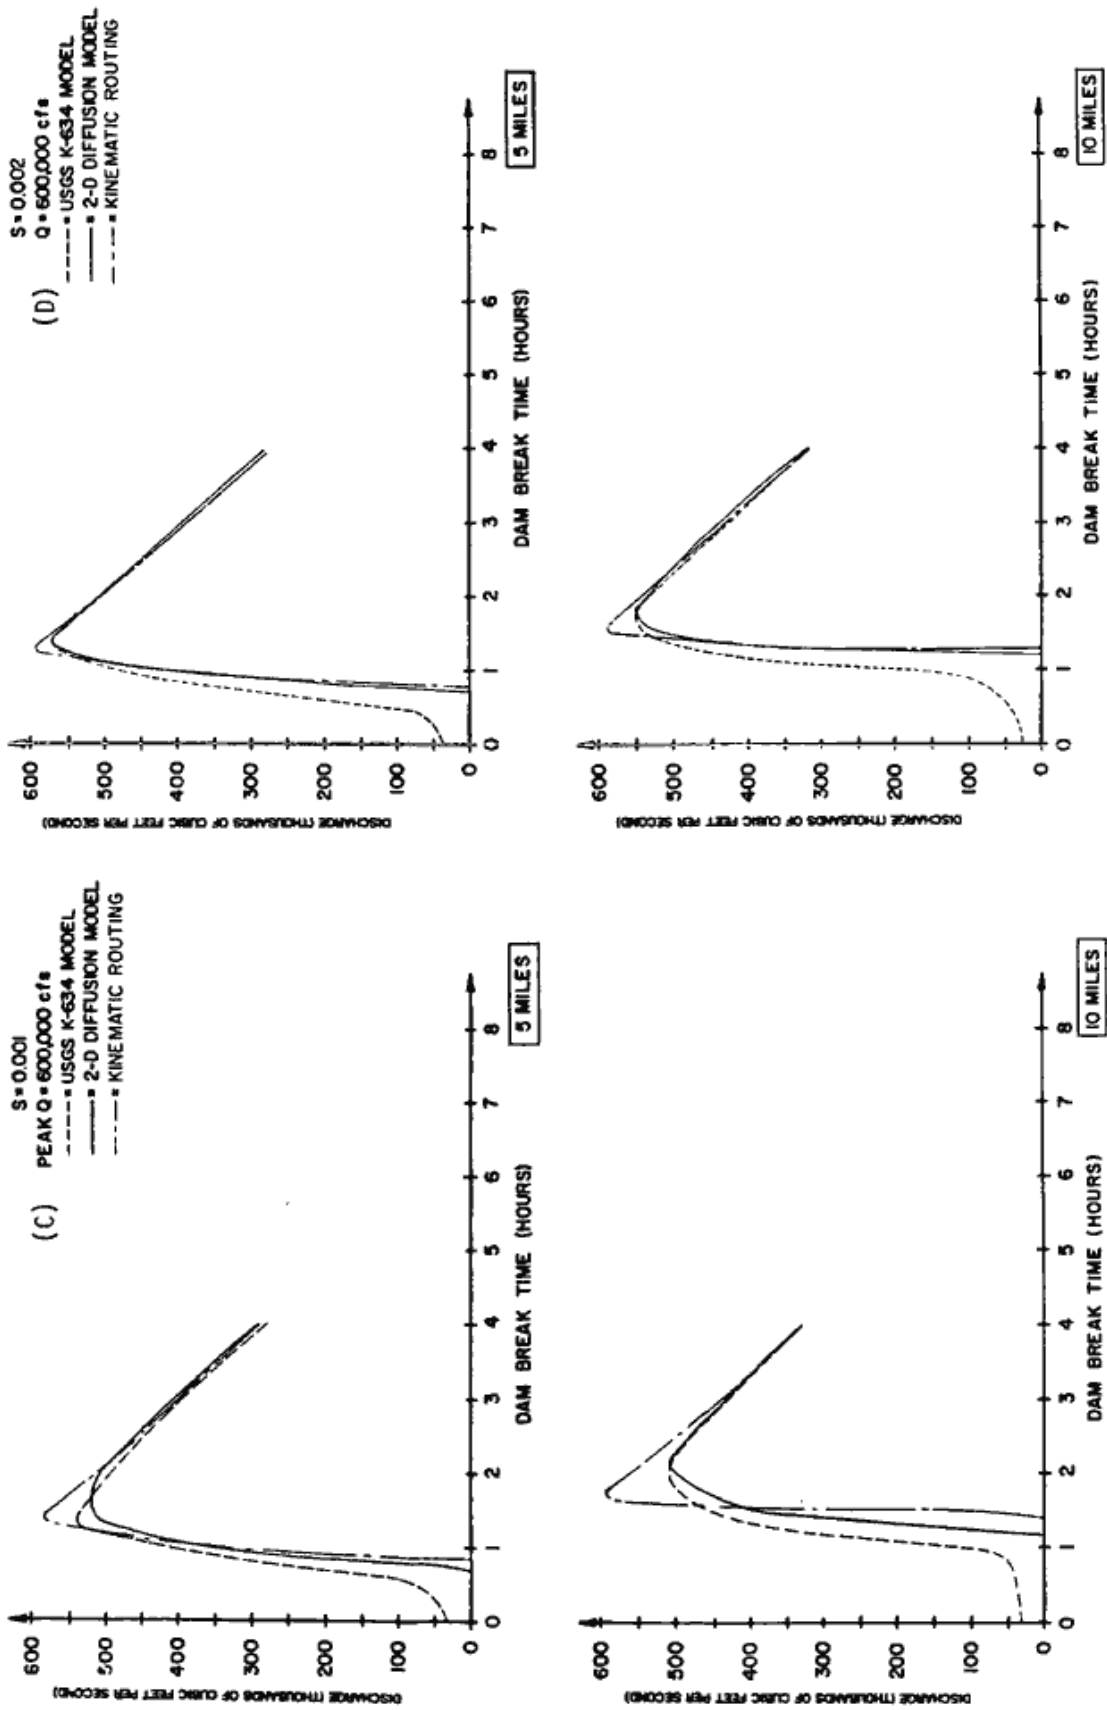 (C)
S=0.001
PEAK Q=600,000 cfs
----=USGS K-634 MODEL
——=2-D DIFFUSION MODEL
—-—=KINEMATIC ROUTING
DISCHARGE (THOUSANDS OF CUBIC FEET PER SECOND)
600
500
400
300
200
100
0
0 1 2 3 4 5 6 7 8
DAM BREAK TIME (HOURS)
5 MILES
DISCHARGE (THOUSANDS OF CUBIC FEET PER SECOND)
600
500
400
300
200
100
0
0 1 2 3 4 5 6 7 8
DAM BREAK TIME (HOURS)
10 MILES
(D)
S=0.002
Q=600,000 cfs
----=USGS K-634 MODEL
——=2-D DIFFUSION MODEL
—-—=KINEMATIC ROUTING
DISCHARGE (THOUSANDS OF CUBIC FEET PER SECOND)
600
500
400
300
200
100
0
0 1 2 3 4 5 6 7 8
DAM BREAK TIME (HOURS)
5 MILES
DISCHARGE (THOUSANDS OF CUBIC FEET PER SECOND)
600
500
400
300
200
100
0
0 1 2 3 4 5 6 7 8
DAM BREAK TIME (HOURS)
10 MILES